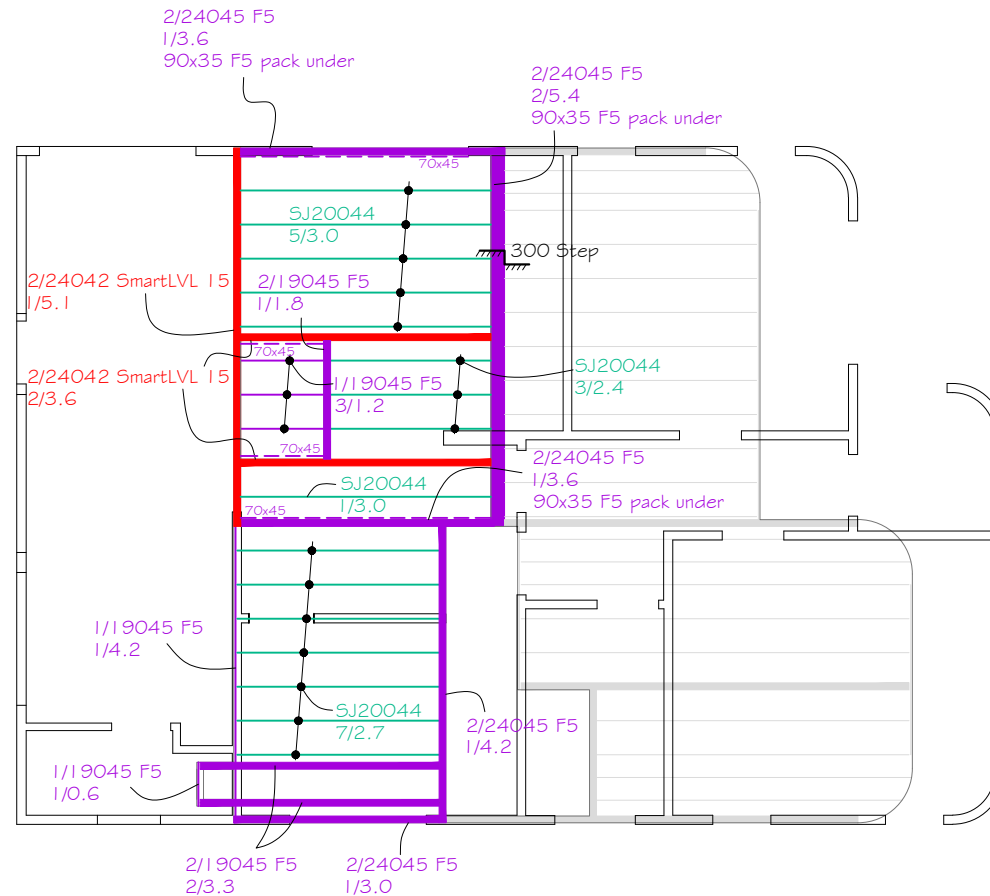 2/24045 F5
1/3.6
90x35 F5 pack under
2/24045 F5
2/5.4
90x35 F5 pack under
70x45
SJ20044
5/3.0
300 Step
2/24042 SmartLVL 15
1/5.1
2/19045 F5
1/1.8
70x45
2/24042 SmartLVL 15
2/3.6
1/19045 F5
3/1.2
SJ20044
3/2.4
70x45
2/24045 F5
1/3.6
90x35 F5 pack under
SJ20044
1/3.0
70x45
1/19045 F5
1/4.2
SJ20044
7/2.7
2/24045 F5
1/4.2
1/19045 F5
1/0.6
2/19045 F5
2/3.3
2/24045 F5
1/3.0